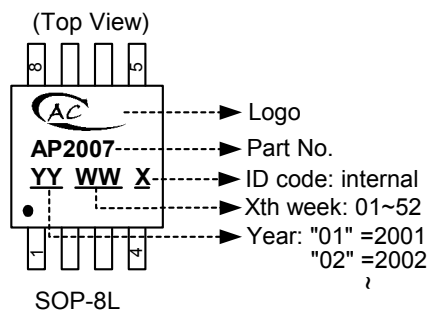 (Top View)
8 5
AC
AP2007
YY WW X
1 4
SOP-8L
Logo
Part No.
ID code: internal
Xth week: 01~52
Year: "01" =2001
"02" =2002
~